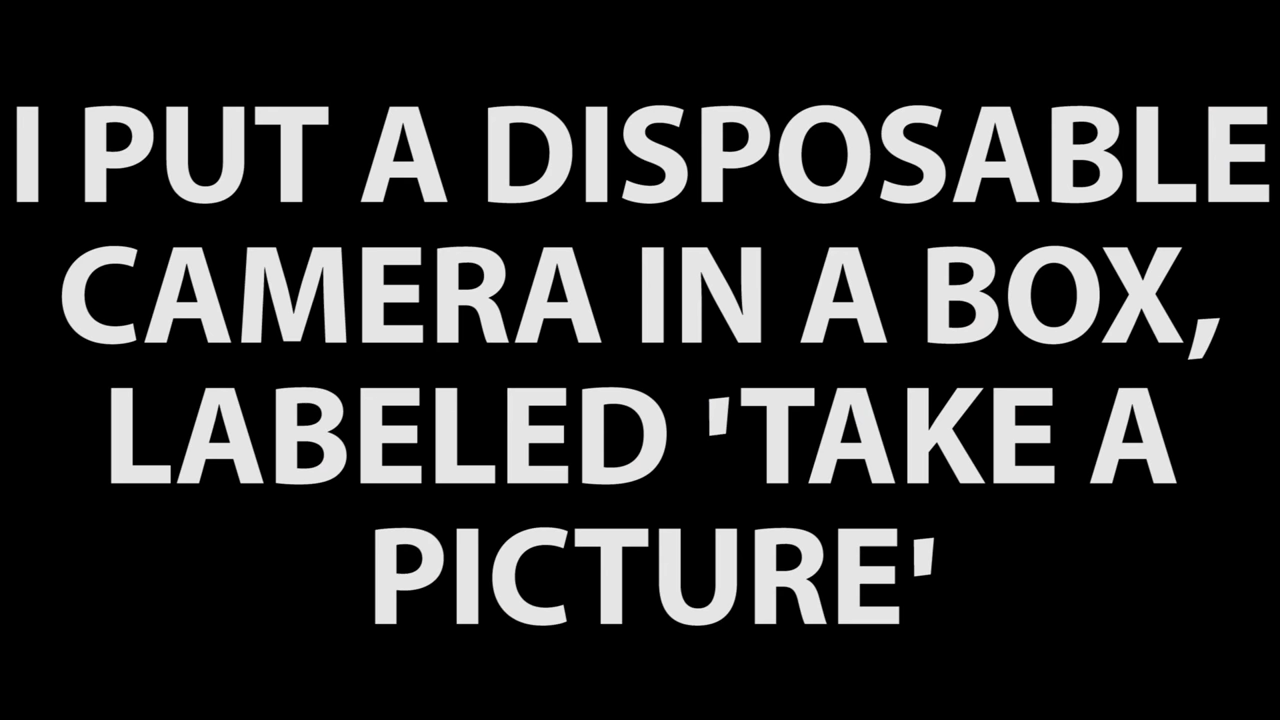 I PUT A DISPOSABLE
CAMERA IN A BOX,
LABELED 'TAKE A
PICTURE'